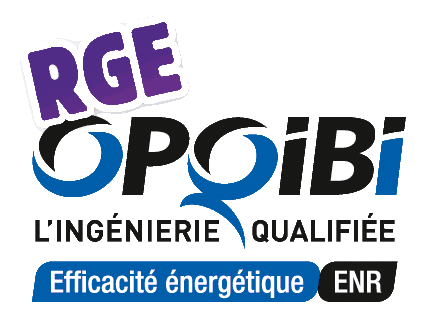 RGE
OPQiBi
L'INGÉNIERIE QUALIFIÉE
Efficacité énergétique ENR